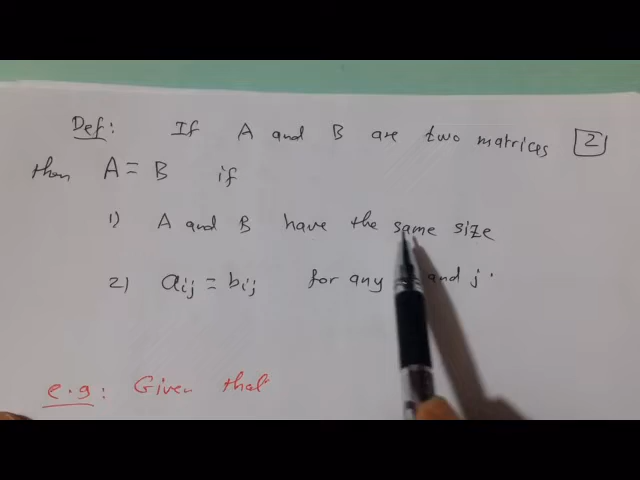 Def: If A and B are two matrices 2
then A = B if
1) A and B have the same size
2) aij = bij for any and j.
e.g: Given that